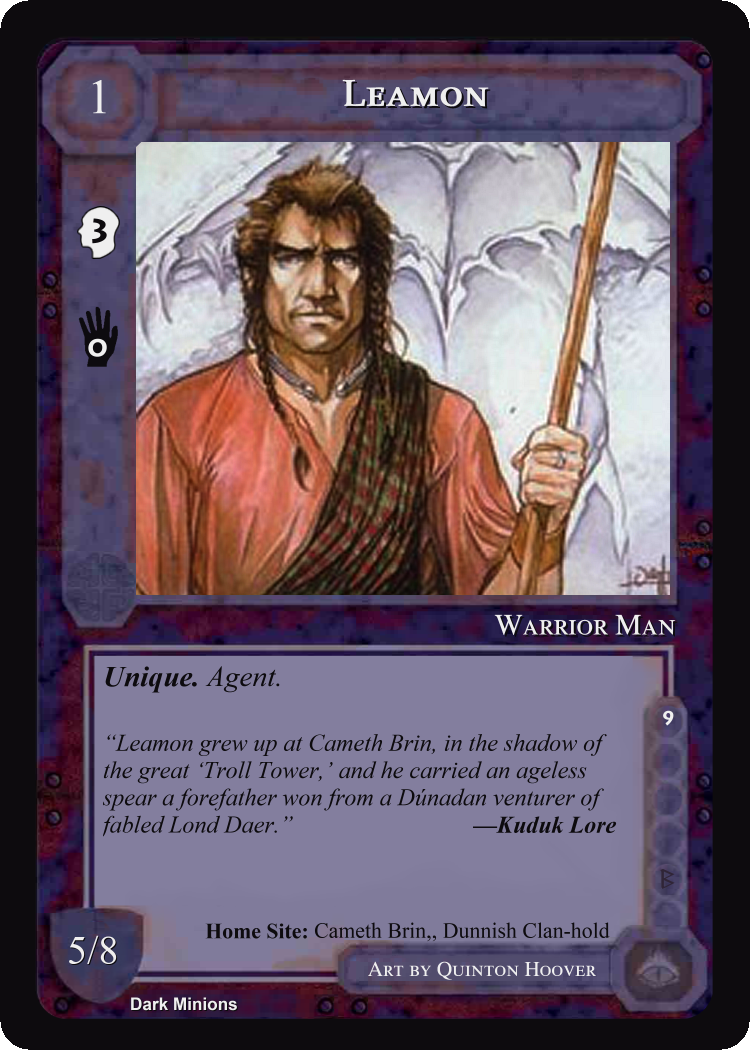 1
LEAMON
3
0
WARRIOR MAN
Unique. Agent.
9
“Leamon grew up at Cameth Brin, in the shadow of
the great ‘Troll Tower,’ and he carried an ageless
spear a forefather won from a Dúnadan venturer of
fabled Lond Daer.” —Kuduk Lore
Home Site: Cameth Brin,, Dunnish Clan-hold
5/8
ART BY QUINTON HOOVER
Dark Minions